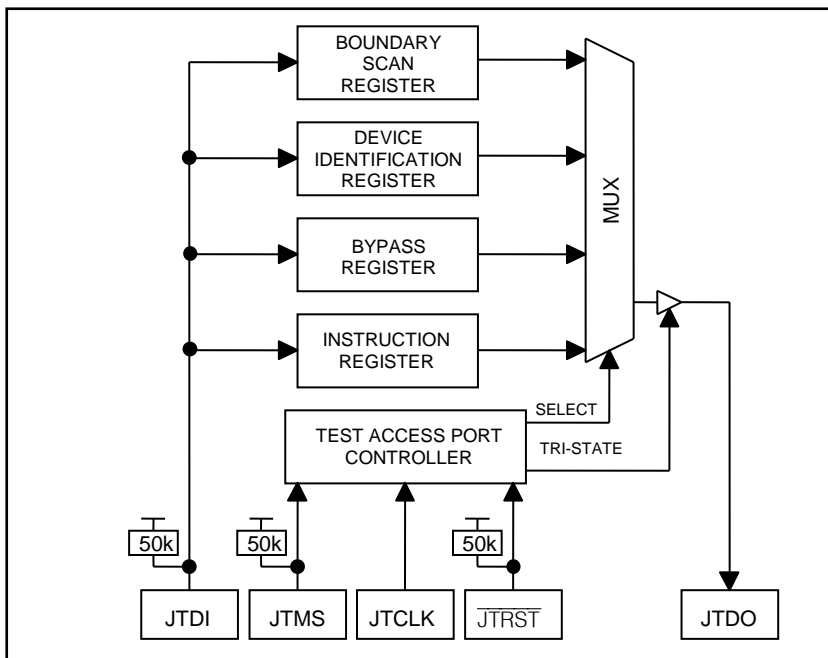 BOUNDARY
SCAN
REGISTER
DEVICE
IDENTIFICATION
REGISTER
BYPASS
REGISTER
INSTRUCTION
REGISTER
MUX
SELECT
TRI-STATE
TEST ACCESS PORT
CONTROLLER
50k
50k
50k
JTDI
JTMS
JTCLK
JTRST
JTDO